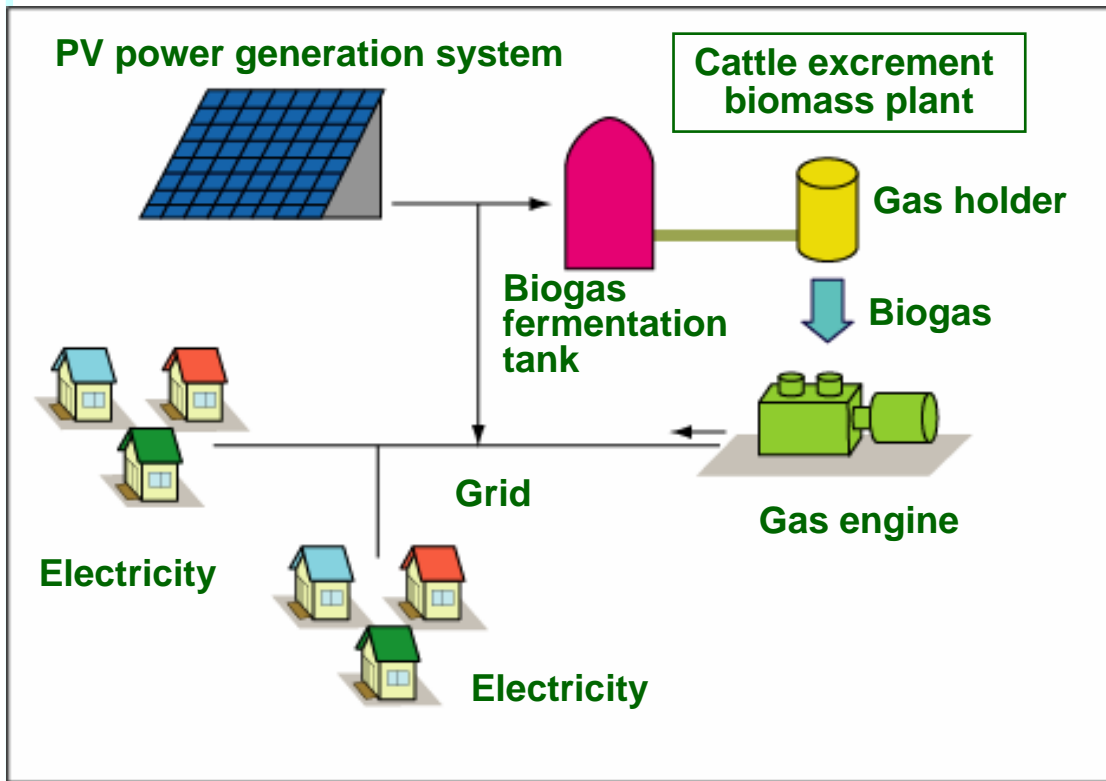 PV power generation system
Cattle excrement
biomass plant
Gas holder
Biogas
fermentation
tank
Biogas
Grid
Gas engine
Electricity
Electricity